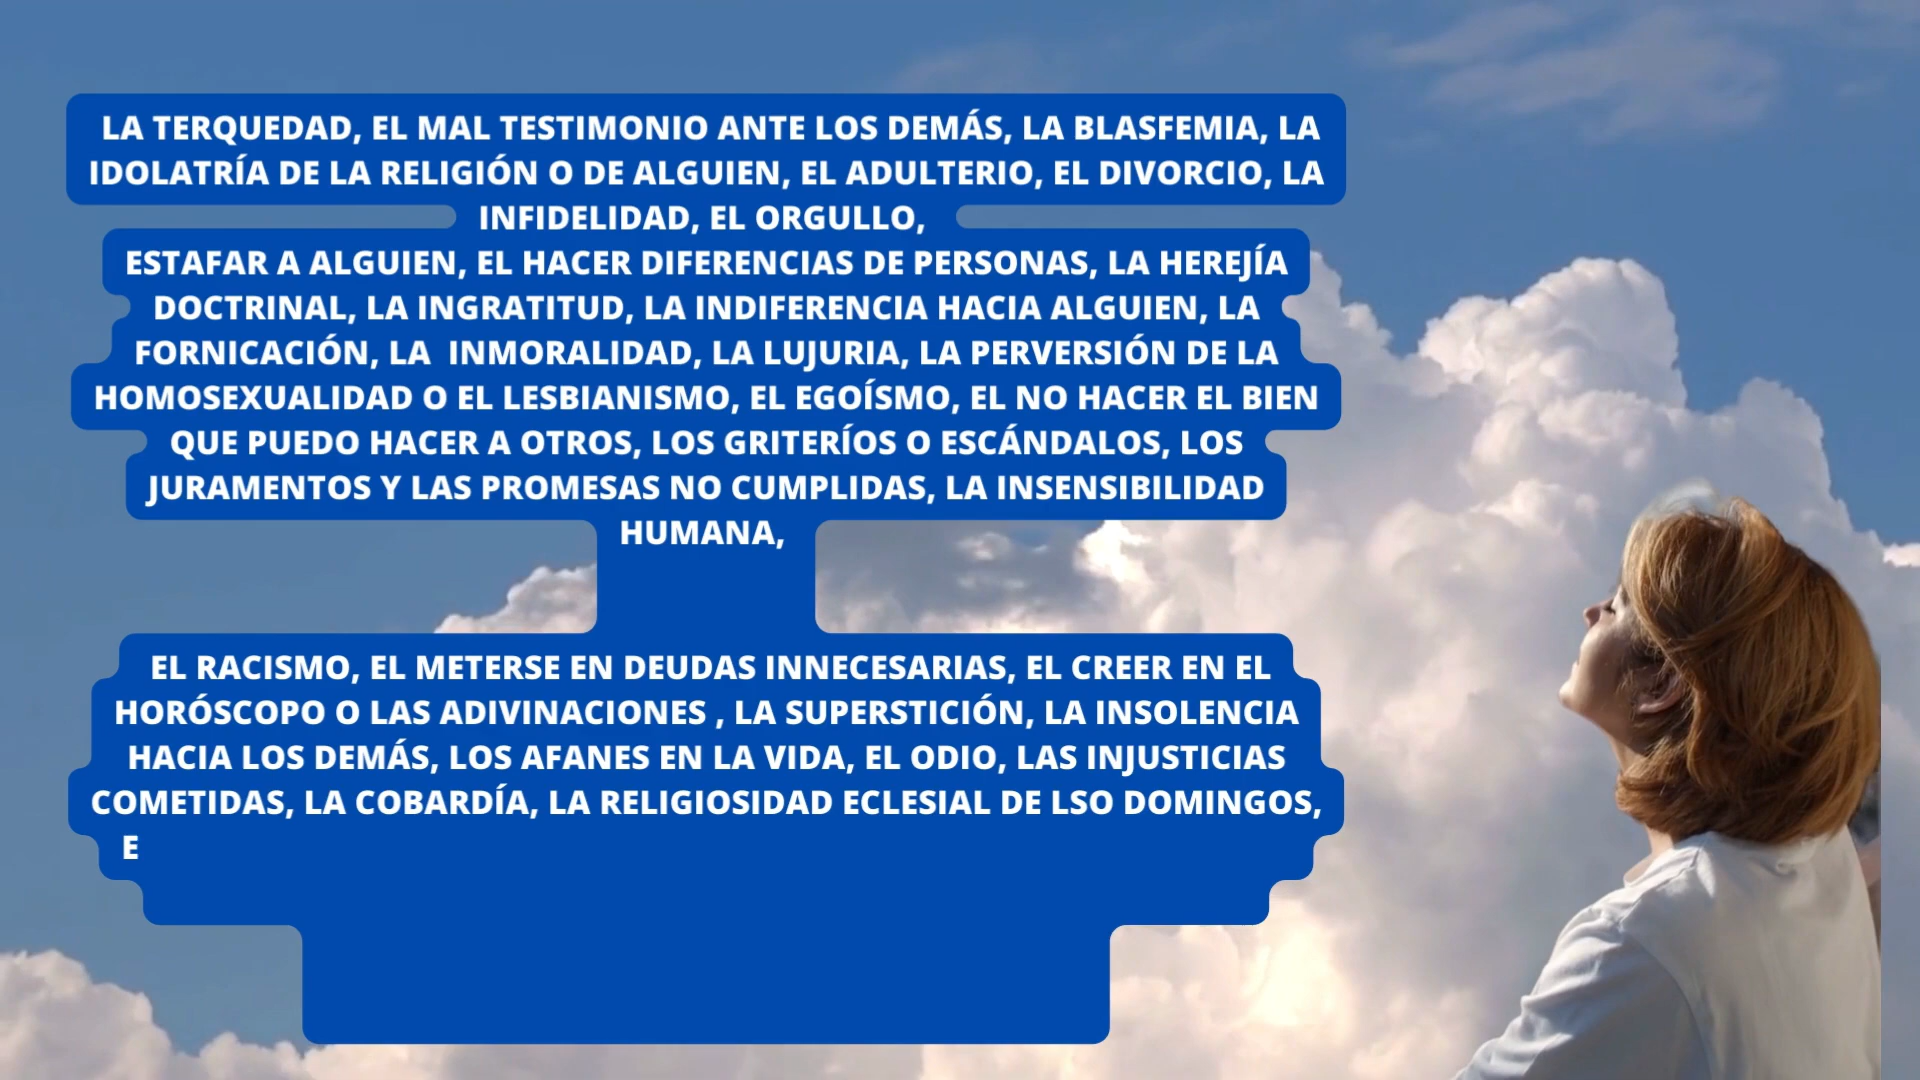 LA TERQUEDAD, EL MAL TESTIMONIO ANTE LOS DEMÁS, LA BLASFEMIA, LA
IDOLATRÍA DE LA RELIGIÓN O DE ALGUIEN, EL ADULTERIO, EL DIVORCIO, LA
INFIDELIDAD, EL ORGULLO,
ESTAFAR A ALGUIEN, EL HACER DIFERENCIAS DE PERSONAS, LA HEREJÍA
DOCTRINAL, LA INGRATITUD, LA INDIFERENCIA HACIA ALGUIEN, LA
FORNICACIÓN, LA  INMORALIDAD, LA LUJURIA, LA PERVERSIÓN DE LA
HOMOSEXUALIDAD O EL LESBIANISMO, EL EGOÍSMO, EL NO HACER EL BIEN
QUE PUEDO HACER A OTROS, LOS GRITERÍOS O ESCÁNDALOS, LOS
JURAMENTOS Y LAS PROMESAS NO CUMPLIDAS, LA INSENSIBILIDAD
HUMANA,
EL RACISMO, EL METERSE EN DEUDAS INNECESARIAS, EL CREER EN EL
HORÓSCOPO O LAS ADIVINACIONES , LA SUPERSTICIÓN, LA INSOLENCIA
HACIA LOS DEMÁS, LOS AFANES EN LA VIDA, EL ODIO, LAS INJUSTICIAS
COMETIDAS, LA COBARDÍA, LA RELIGIOSIDAD ECLESIAL DE LSO DOMINGOS,
E